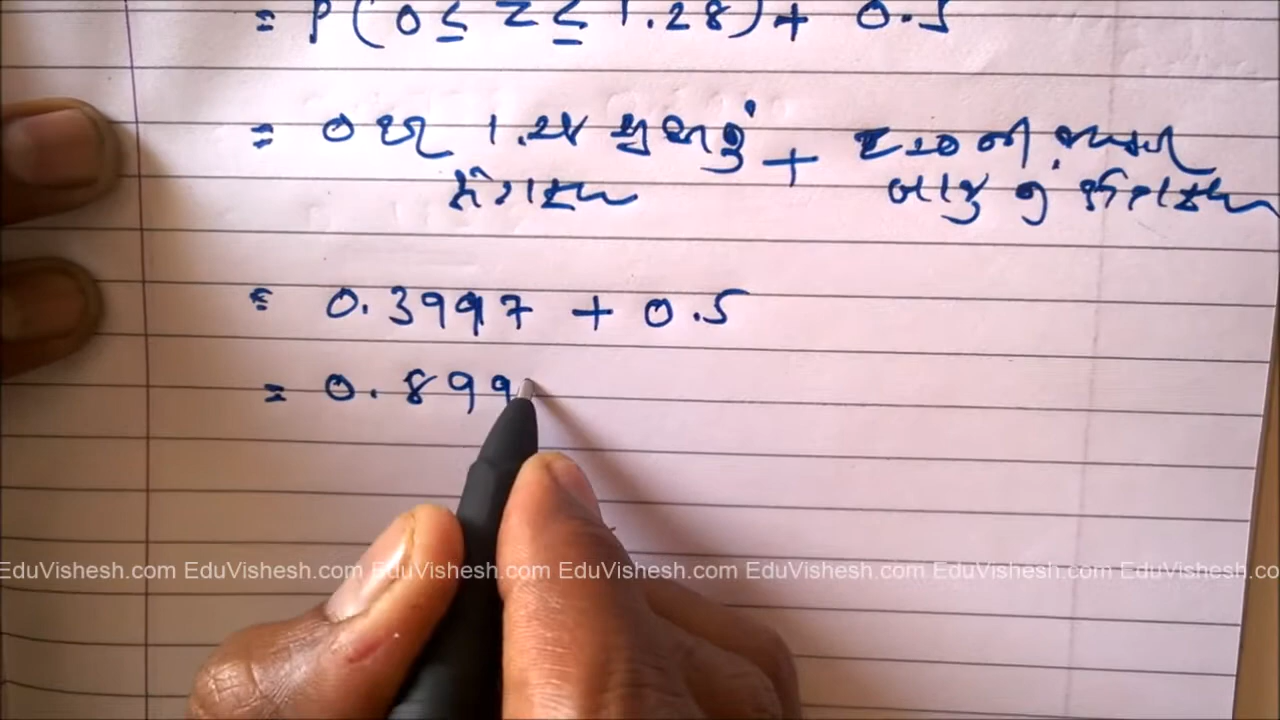 = P(0 ≤ Z ≤ 1.28) + 0.5
= 0 થી 1.28 સુધીનું + Z=0 ની
ક્ષેત્રફળ બાજુ નું ક્ષેત્રફળ
= 0.3997 + 0.5
= 0.899
EduVishesh.com EduVishesh.com EduVishesh.com EduVishesh.com EduVishesh.com EduVishesh.com EduVishesh.co